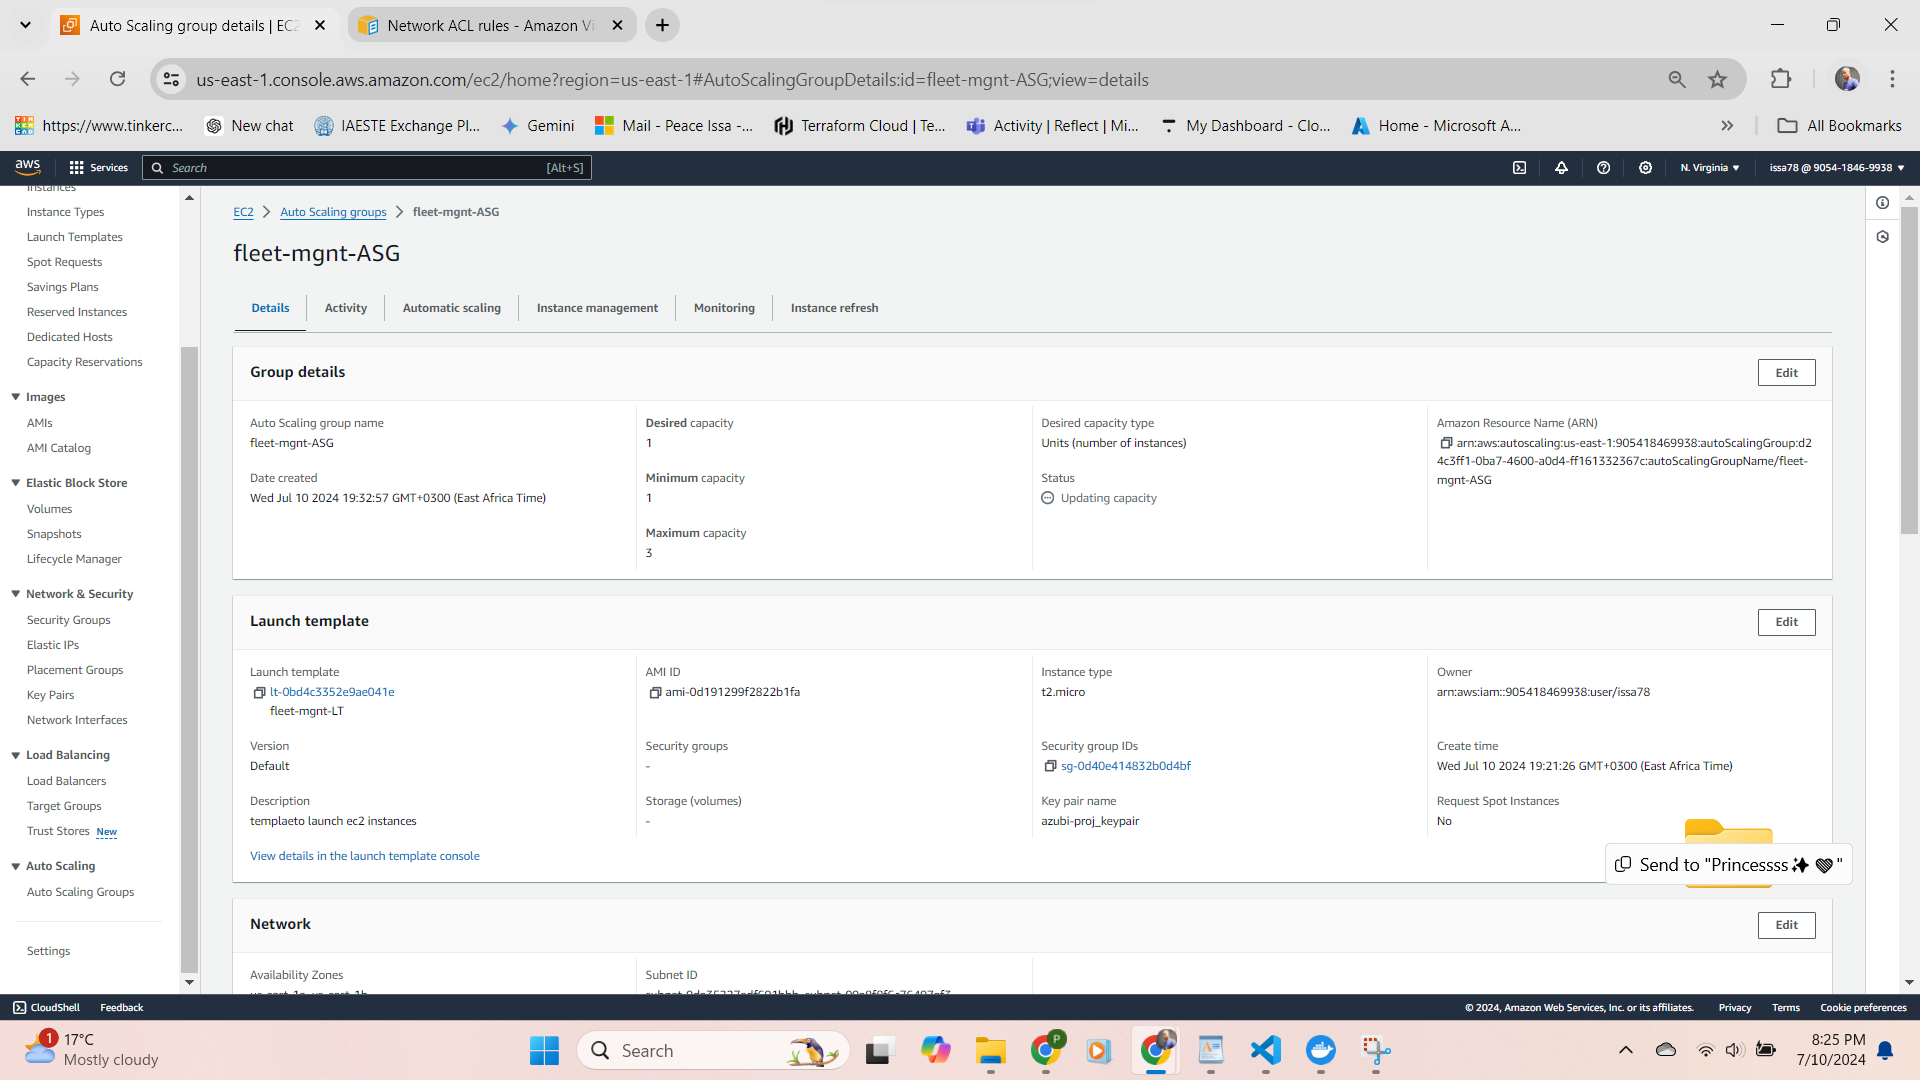 Auto Scaling group details | EC2
Network ACL rules - Amazon Vi
us-east-1.console.aws.amazon.com/ec2/home?region=us-east-1#AutoScalingGroupDetails:id=fleet-mgnt-ASG;view=details
https://www.tinkerc...
New chat
IAESTE Exchange Pl...
Gemini
Mail - Peace Issa -...
Terraform Cloud | Te...
Activity | Reflect | Mi...
My Dashboard - Clo...
Home - Microsoft A...
All Bookmarks
aws
Services
Search
[Alt+S]
N. Virginia
issa78 @ 9054-1846-9938
Instances
Instance Types
Launch Templates
Spot Requests
Savings Plans
Reserved Instances
Dedicated Hosts
Capacity Reservations
Images
AMIs
AMI Catalog
Elastic Block Store
Volumes
Snapshots
Lifecycle Manager
Network & Security
Security Groups
Elastic IPs
Placement Groups
Key Pairs
Network Interfaces
Load Balancing
Load Balancers
Target Groups
Trust Stores New
Auto Scaling
Auto Scaling Groups
Settings
EC2
Auto Scaling groups
fleet-mgnt-ASG
fleet-mgnt-ASG
Details
Activity
Automatic scaling
Instance management
Monitoring
Instance refresh
Group details
Edit
Auto Scaling group name
fleet-mgnt-ASG
Date created
Wed Jul 10 2024 19:32:57 GMT+0300 (East Africa Time)
Desired capacity
1
Minimum capacity
1
Maximum capacity
3
Desired capacity type
Units (number of instances)
Status
Updating capacity
Amazon Resource Name (ARN)
arn:aws:autoscaling:us-east-1:905418469938:autoScalingGroup:d2
4c3ff1-0ba7-4600-a0d4-ff161332367c:autoScalingGroupName/fleet-
mgnt-ASG
Launch template
Edit
Launch template
lt-0bd4c3352e9ae041e
fleet-mgnt-LT
Version
Default
Description
templaeto launch ec2 instances
View details in the launch template console
AMI ID
ami-0d191299f2822b1fa
Security groups
-
Storage (volumes)
-
Instance type
t2.micro
Security group IDs
sg-0d40e414832b0d4bf
Key pair name
azubi-proj_keypair
Owner
arn:aws:iam::905418469938:user/issa78
Create time
Wed Jul 10 2024 19:21:26 GMT+0300 (East Africa Time)
Request Spot Instances
No
Send to "Princessss✨ 💜"
Network
Edit
Availability Zones
Subnet ID
CloudShell
Feedback
© 2024, Amazon Web Services, Inc. or its affiliates.
Privacy
Terms
Cookie preferences
1
17°C
Mostly cloudy
Search
P
8:25 PM
7/10/2024